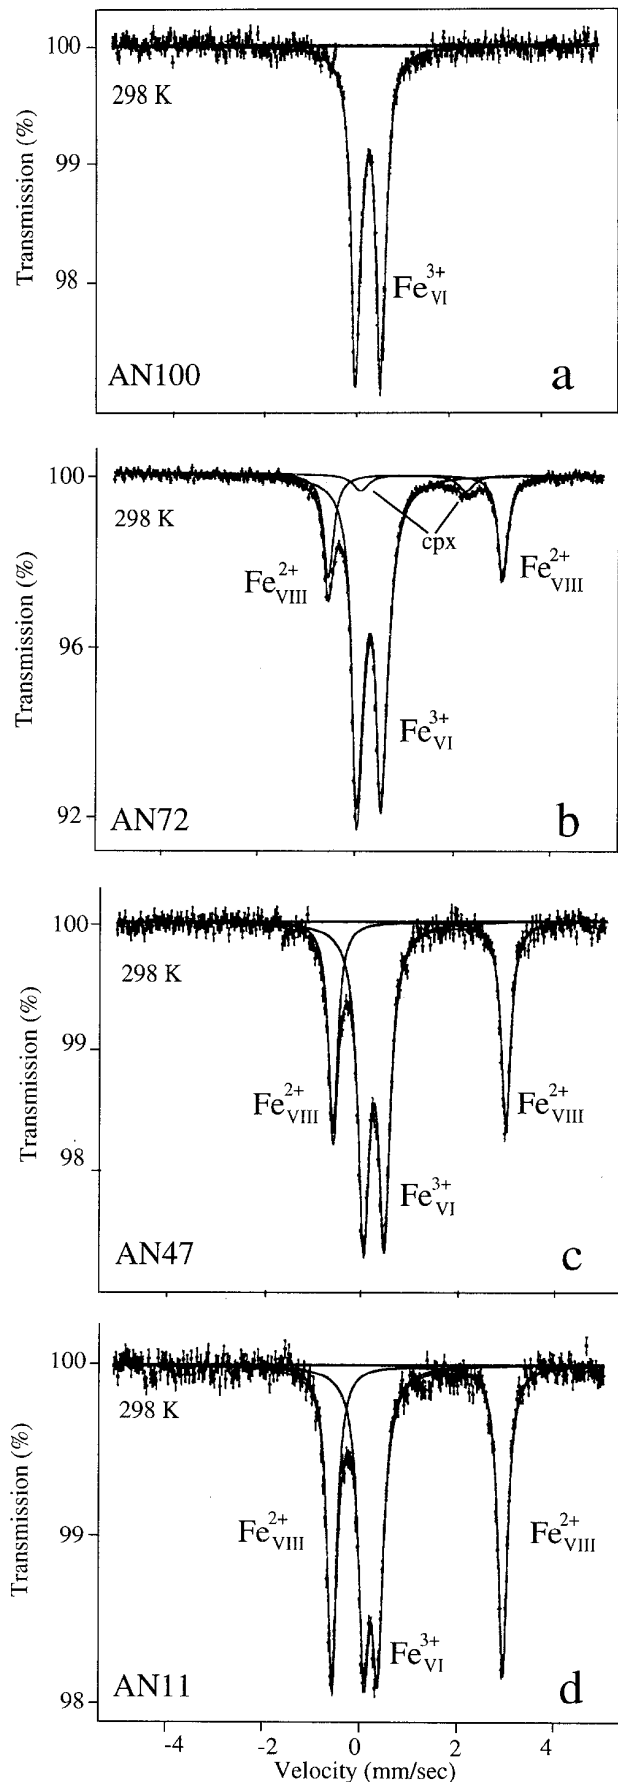 100
298 K
99
Transmission (%)
98
Fe³⁺VI
AN100
a
100
298 K
cpx
Fe²⁺VIII
Fe²⁺VIII
Transmission (%)
96
Fe³⁺VI
92
AN72
b
100
298 K
99
Transmission (%)
Fe²⁺VIII
Fe²⁺VIII
98
Fe³⁺VI
AN47
c
100
298 K
Transmission (%)
99
Fe²⁺VIII
Fe²⁺VIII
Fe³⁺VI
98
AN11
d
-4 -2 0 2 4
Velocity (mm/sec)